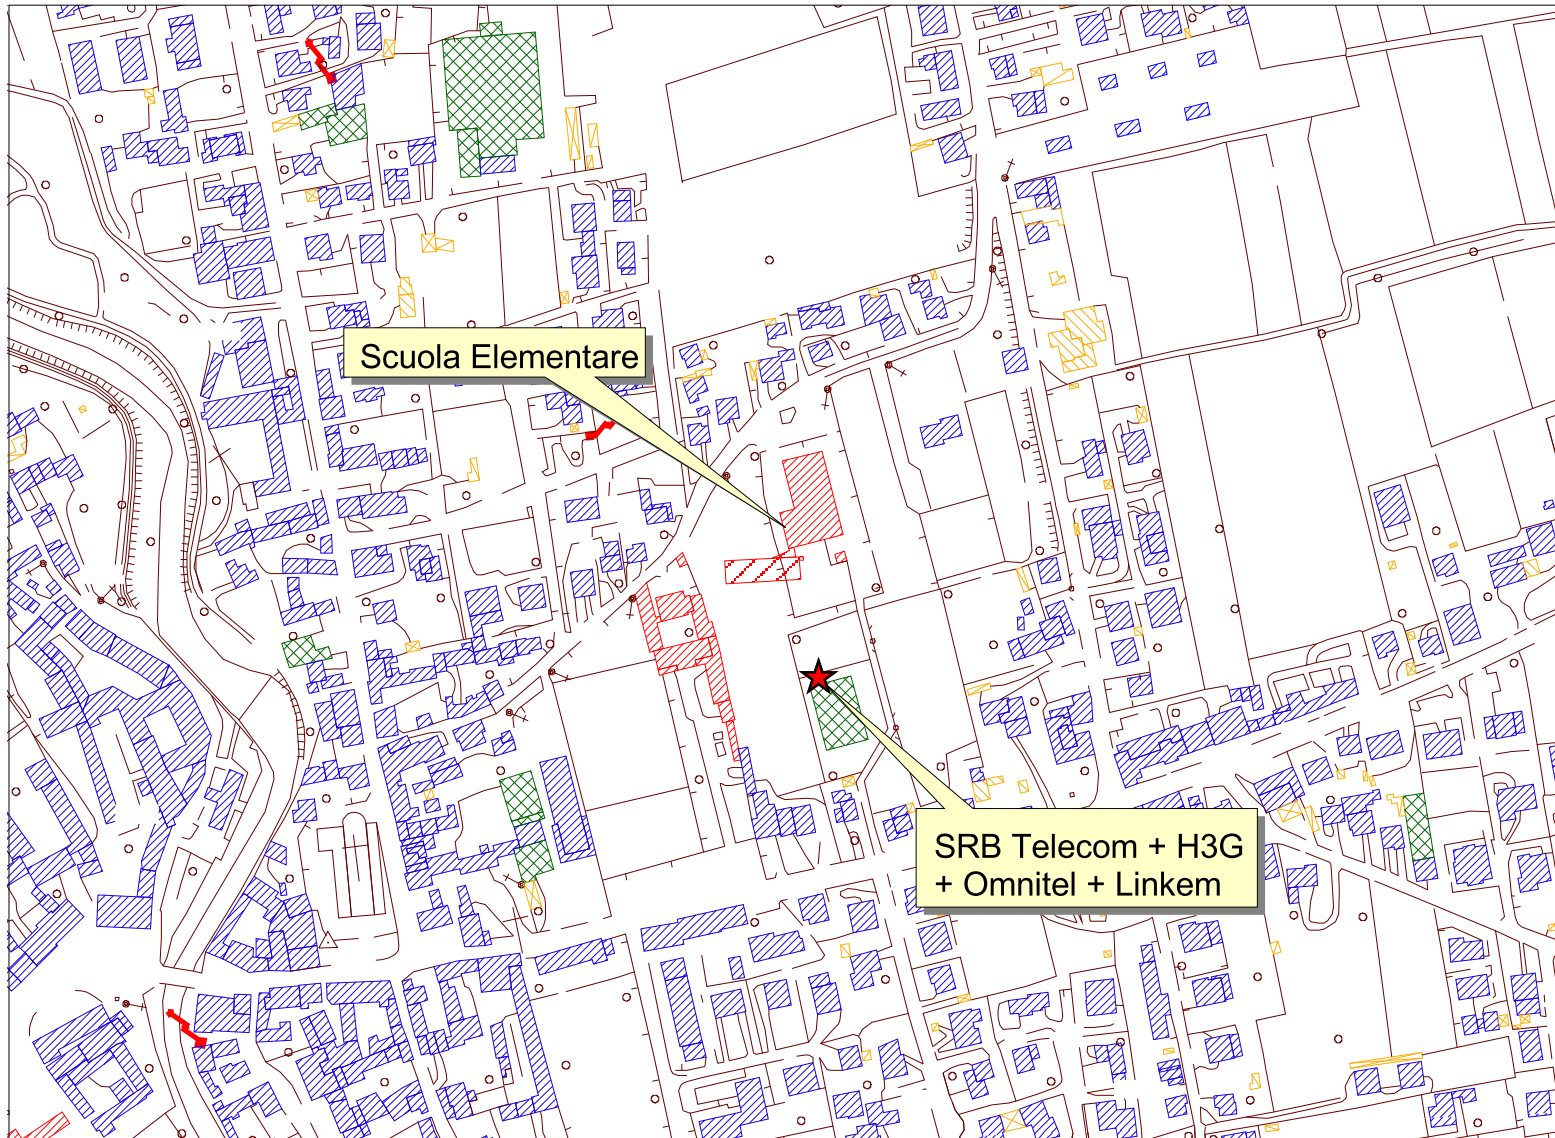 Scuola Elementare
SRB Telecom + H3G
+ Omnitel + Linkem